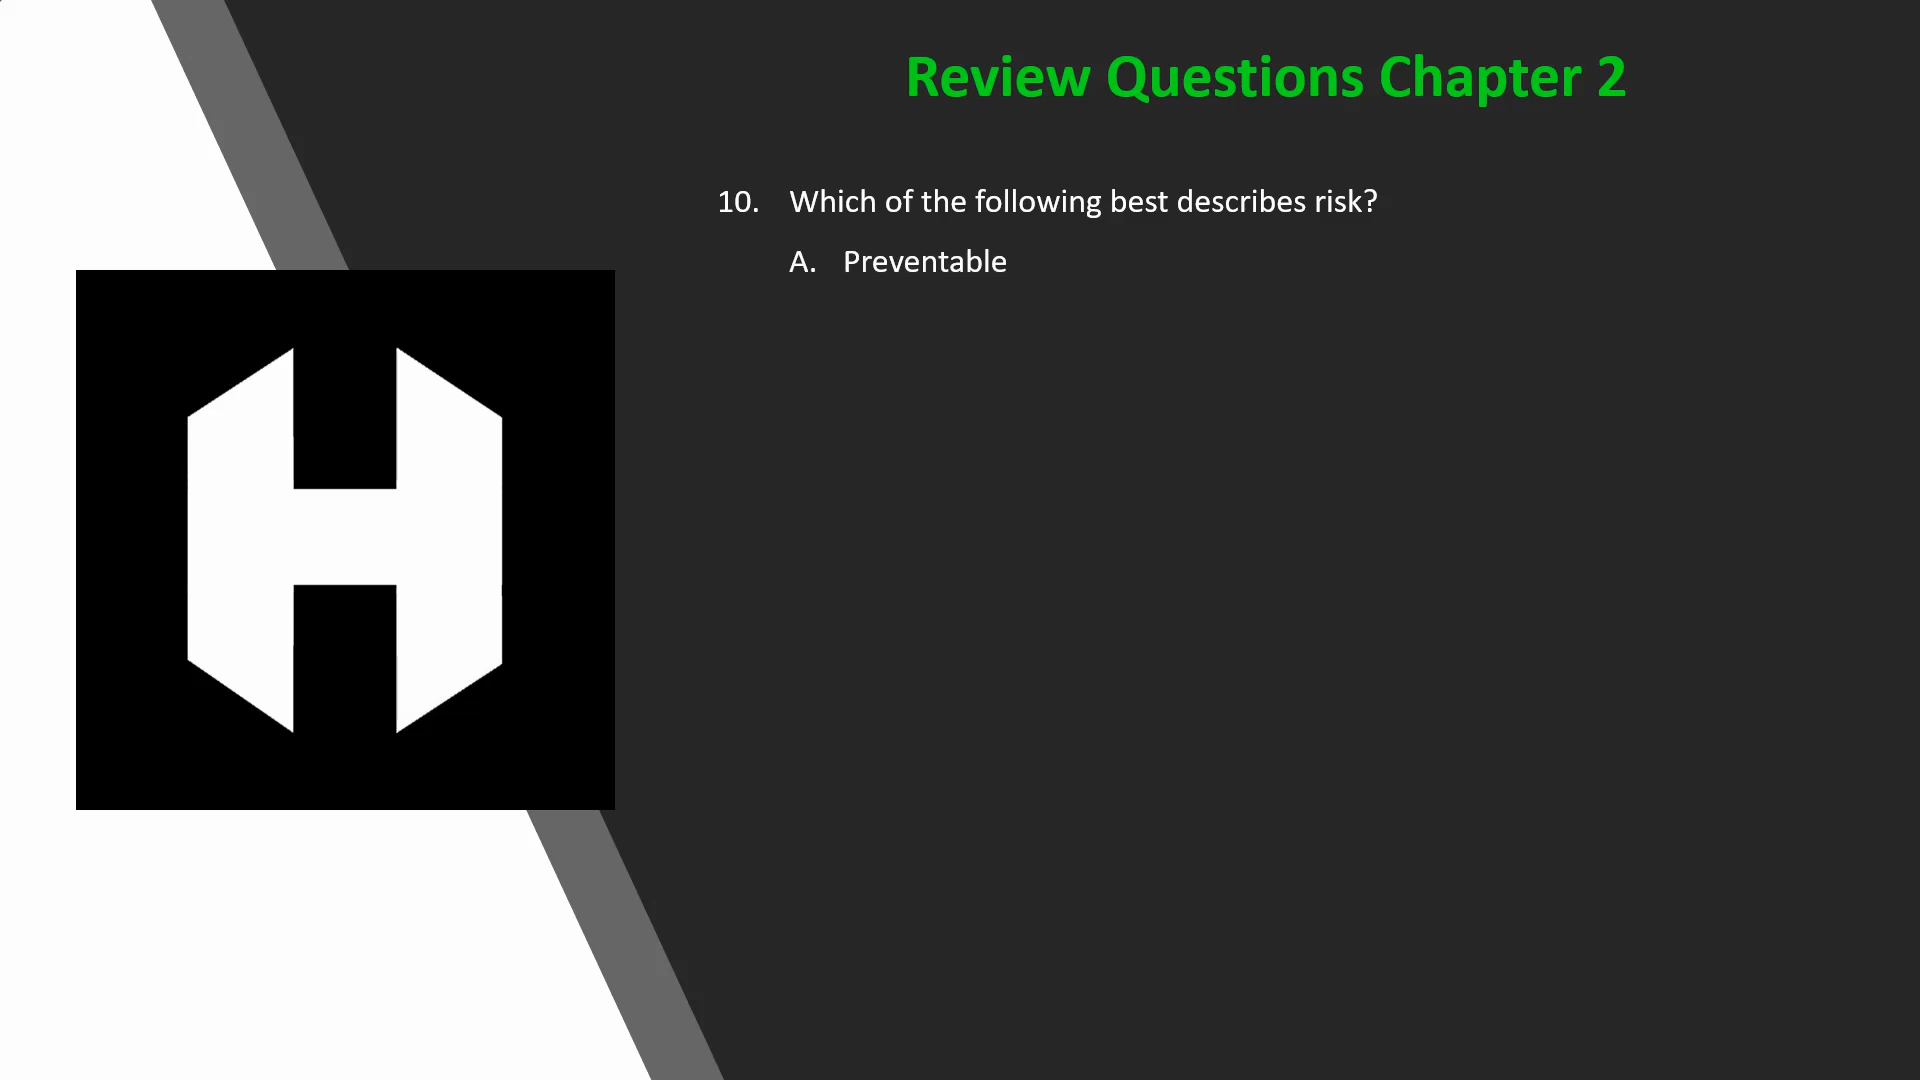 Review Questions Chapter 2
10. Which of the following best describes risk?
A. Preventable
H